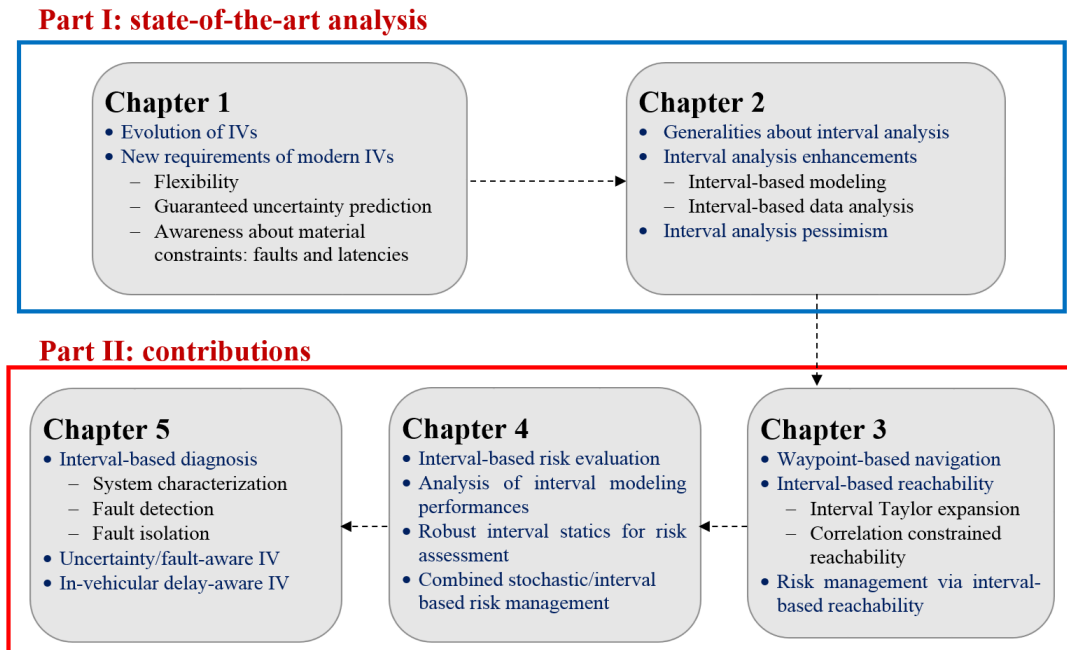 Part I: state-of-the-art analysis
Chapter 1
• Evolution of IVs
• New requirements of modern IVs
– Flexibility
– Guaranteed uncertainty prediction
– Awareness about material
constraints: faults and latencies
Chapter 2
• Generalities about interval analysis
• Interval analysis enhancements
– Interval-based modeling
– Interval-based data analysis
• Interval analysis pessimism
Part II: contributions
Chapter 5
• Interval-based diagnosis
– System characterization
– Fault detection
– Fault isolation
• Uncertainty/fault-aware IV
• In-vehicular delay-aware IV
Chapter 4
• Interval-based risk evaluation
• Analysis of interval modeling
performances
• Robust interval statics for risk
assessment
• Combined stochastic/interval
based risk management
Chapter 3
• Waypoint-based navigation
• Interval-based reachability
– Interval Taylor expansion
– Correlation constrained
reachability
• Risk management via interval-
based reachability